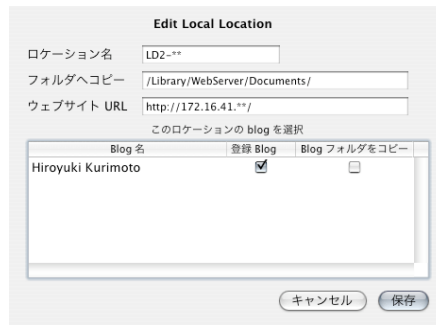 Edit Local Location
ロケーション名 LD2-**
フォルダへコピー /Library/WebServer/Documents/
ウェブサイト URL http://172.16.41.**/
このロケーションの blog を選択
Blog 名 登録 Blog Blog フォルダをコピー
Hiroyuki Kurimoto
キャンセル 保存